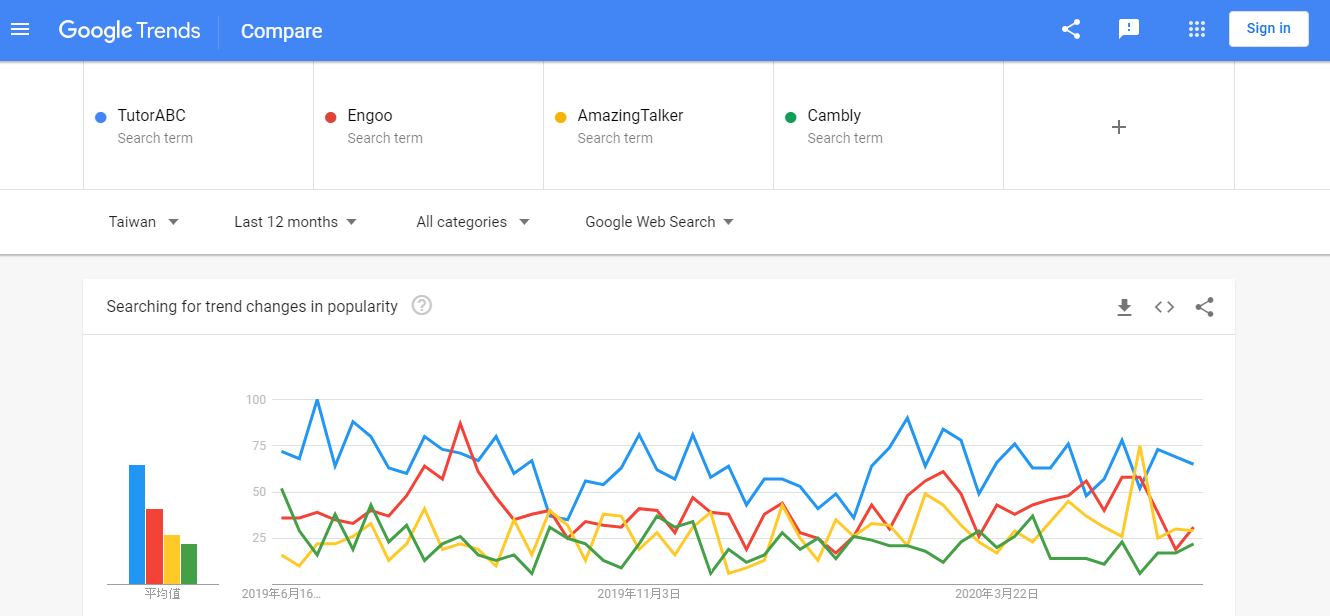 Google Trends Compare Sign in
TutorABC Engoo AmazingTalker Cambly
Search term Search term Search term Search term
Taiwan Last 12 months All categories Google Web Search
Searching for trend changes in popularity ?
100
75
50
25
平均值 2019年6月16… 2019年11月3日 2020年3月22日